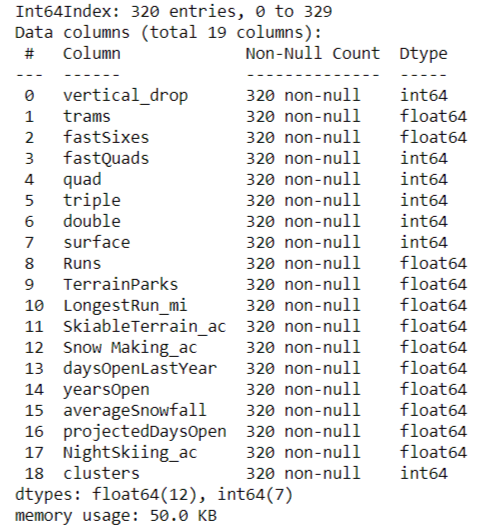 Int64Index: 320 entries, 0 to 329
Data columns (total 19 columns):
 #   Column             Non-Null Count  Dtype
---  ------             --------------  -----
 0   vertical_drop      320 non-null    int64
 1   trams              320 non-null    float64
 2   fastSixes          320 non-null    float64
 3   fastQuads          320 non-null    int64
 4   quad               320 non-null    int64
 5   triple             320 non-null    int64
 6   double             320 non-null    int64
 7   surface            320 non-null    int64
 8   Runs               320 non-null    float64
 9   TerrainParks       320 non-null    float64
 10  LongestRun_mi      320 non-null    float64
 11  SkiableTerrain_ac  320 non-null    float64
 12  Snow Making_ac     320 non-null    float64
 13  daysOpenLastYear   320 non-null    float64
 14  yearsOpen          320 non-null    float64
 15  averageSnowfall    320 non-null    float64
 16  projectedDaysOpen  320 non-null    float64
 17  NightSkiing_ac     320 non-null    float64
 18  clusters           320 non-null    int64
dtypes: float64(12), int64(7)
memory usage: 50.0 KB